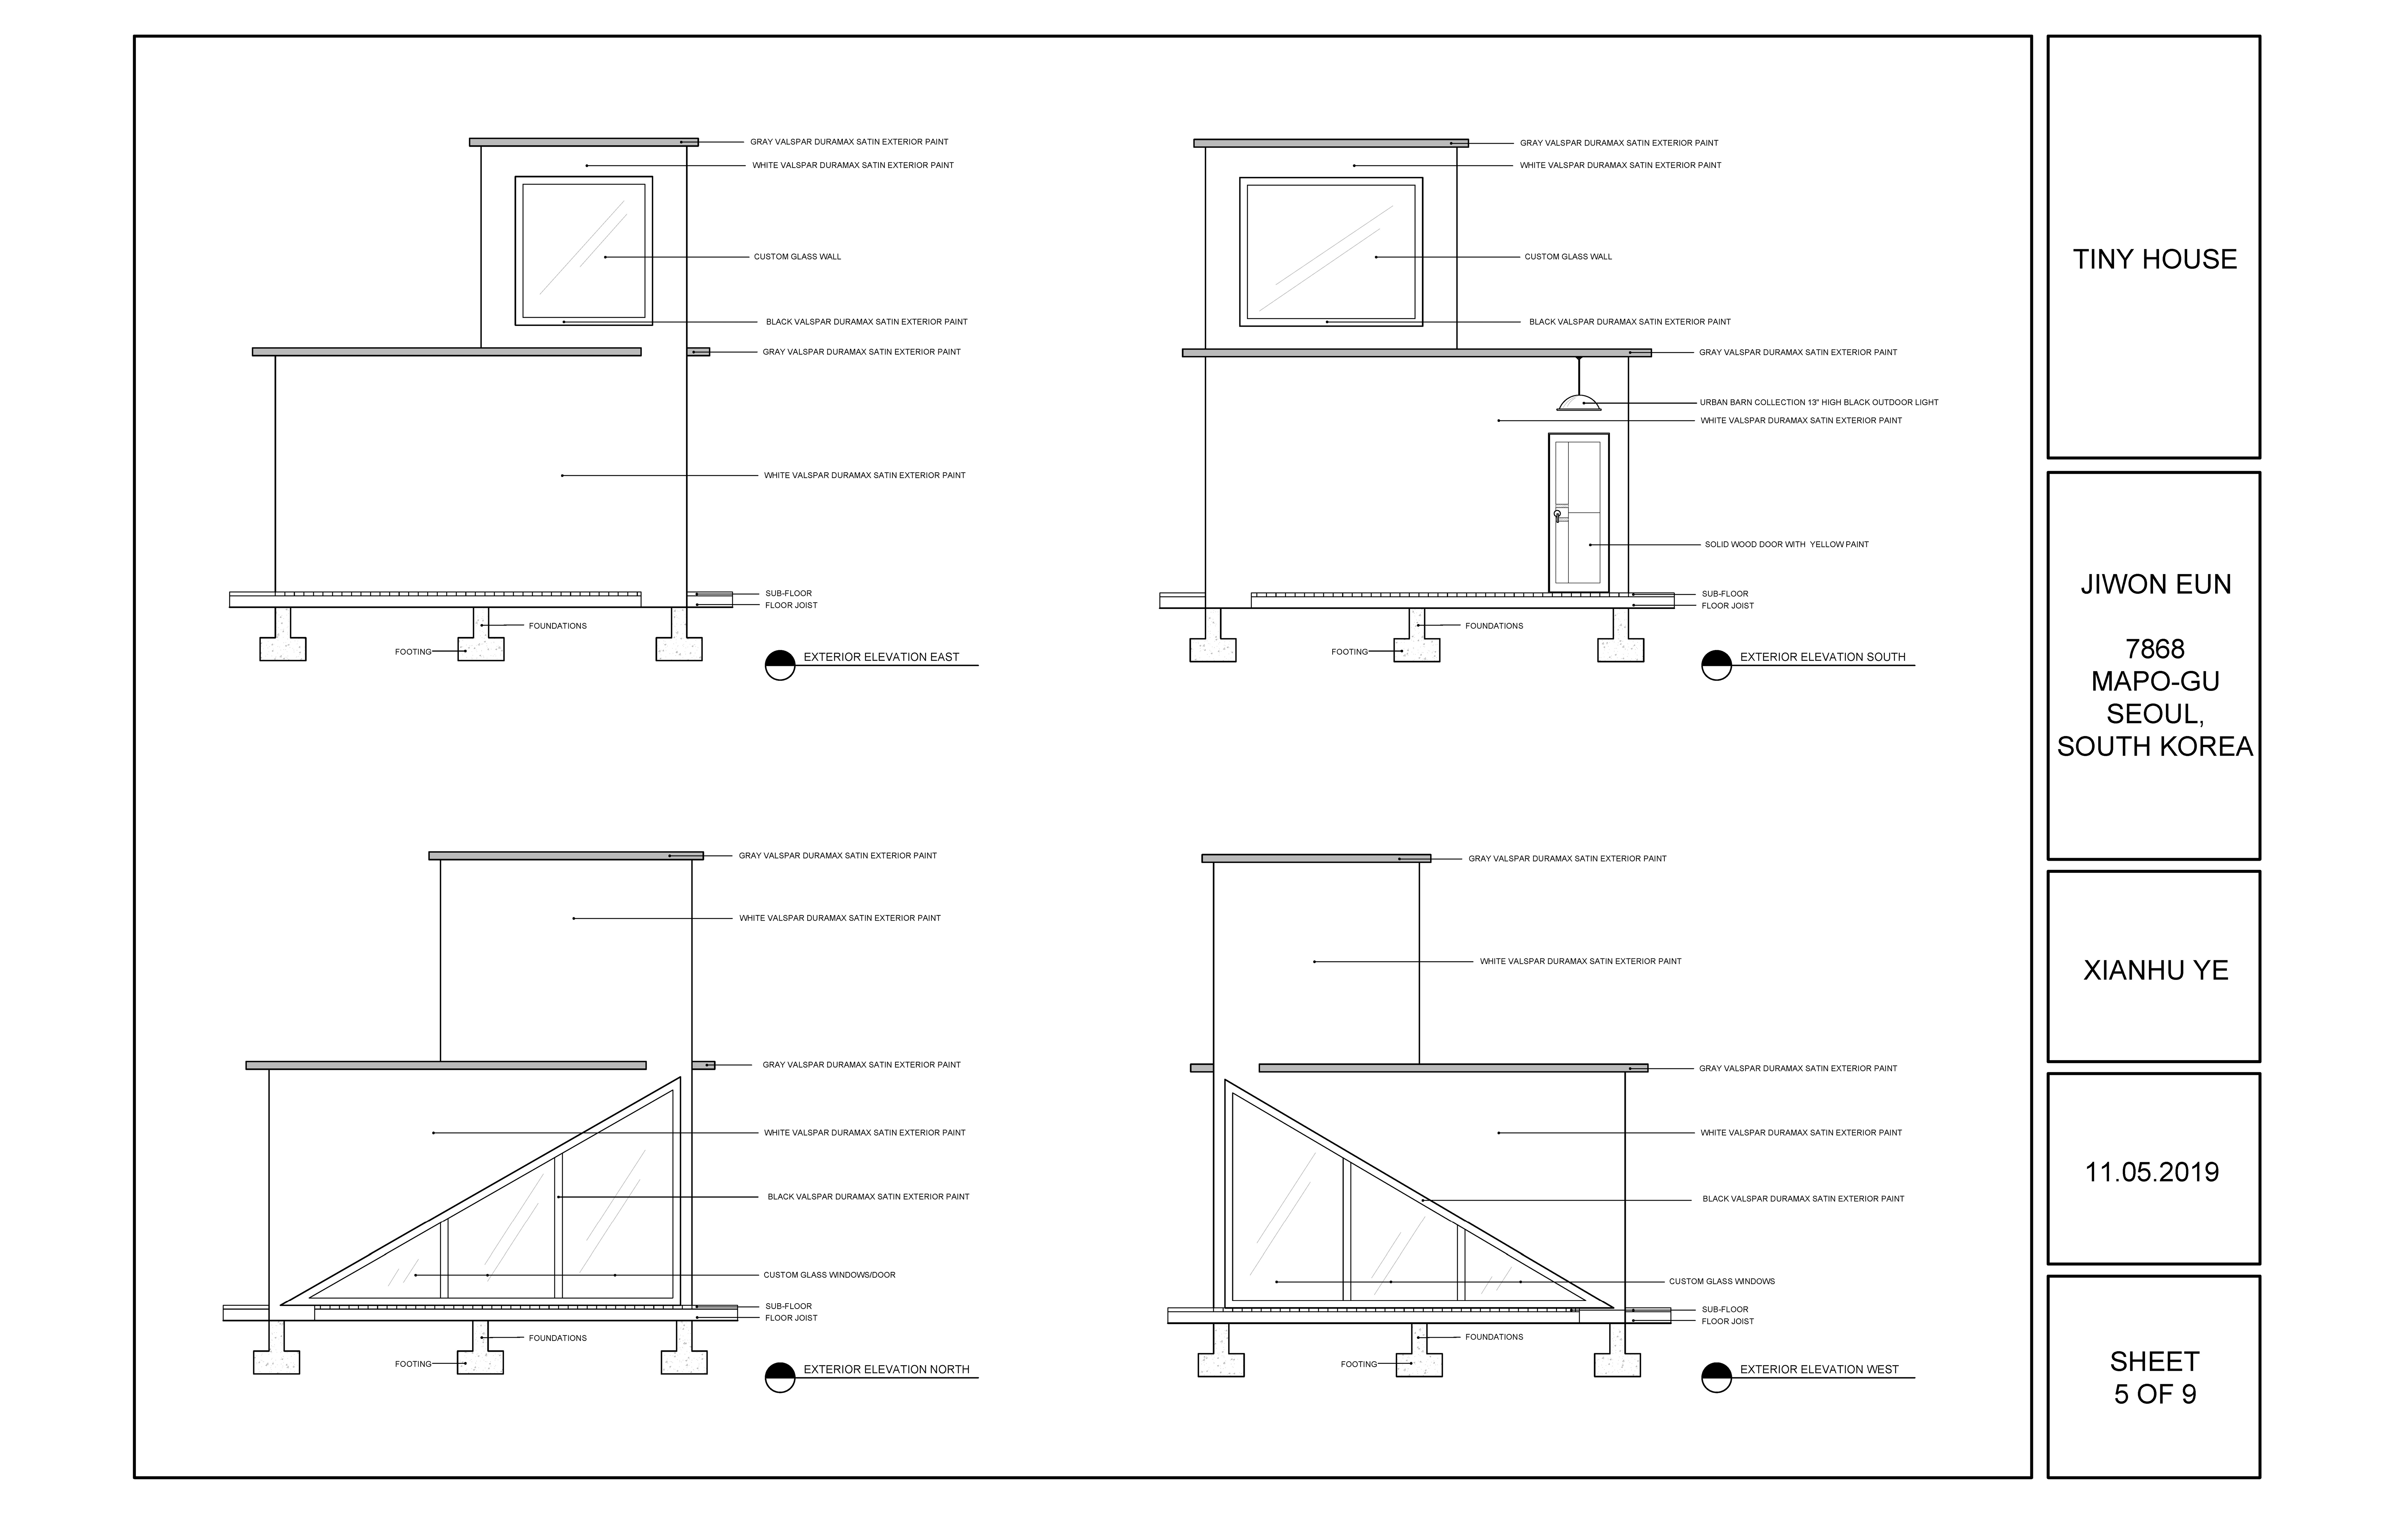 GRAY VALSPAR DURAMAX SATIN EXTERIOR PAINT
WHITE VALSPAR DURAMAX SATIN EXTERIOR PAINT
CUSTOM GLASS WALL
BLACK VALSPAR DURAMAX SATIN EXTERIOR PAINT
GRAY VALSPAR DURAMAX SATIN EXTERIOR PAINT
WHITE VALSPAR DURAMAX SATIN EXTERIOR PAINT
SUB-FLOOR
FLOOR JOIST
FOUNDATIONS
FOOTING
EXTERIOR ELEVATION EAST
GRAY VALSPAR DURAMAX SATIN EXTERIOR PAINT
WHITE VALSPAR DURAMAX SATIN EXTERIOR PAINT
CUSTOM GLASS WALL
BLACK VALSPAR DURAMAX SATIN EXTERIOR PAINT
GRAY VALSPAR DURAMAX SATIN EXTERIOR PAINT
URBAN BARN COLLECTION 13" HIGH BLACK OUTDOOR LIGHT
WHITE VALSPAR DURAMAX SATIN EXTERIOR PAINT
SOLID WOOD DOOR WITH YELLOW PAINT
SUB-FLOOR
FLOOR JOIST
FOUNDATIONS
FOOTING
EXTERIOR ELEVATION SOUTH
GRAY VALSPAR DURAMAX SATIN EXTERIOR PAINT
WHITE VALSPAR DURAMAX SATIN EXTERIOR PAINT
GRAY VALSPAR DURAMAX SATIN EXTERIOR PAINT
WHITE VALSPAR DURAMAX SATIN EXTERIOR PAINT
BLACK VALSPAR DURAMAX SATIN EXTERIOR PAINT
CUSTOM GLASS WINDOWS/DOOR
SUB-FLOOR
FLOOR JOIST
FOUNDATIONS
FOOTING
EXTERIOR ELEVATION NORTH
GRAY VALSPAR DURAMAX SATIN EXTERIOR PAINT
WHITE VALSPAR DURAMAX SATIN EXTERIOR PAINT
GRAY VALSPAR DURAMAX SATIN EXTERIOR PAINT
WHITE VALSPAR DURAMAX SATIN EXTERIOR PAINT
BLACK VALSPAR DURAMAX SATIN EXTERIOR PAINT
CUSTOM GLASS WINDOWS
SUB-FLOOR
FLOOR JOIST
FOUNDATIONS
FOOTING
EXTERIOR ELEVATION WEST
TINY HOUSE
JIWON EUN
7868
MAPO-GU
SEOUL,
SOUTH KOREA
XIANHU YE
11.05.2019
SHEET
5 OF 9